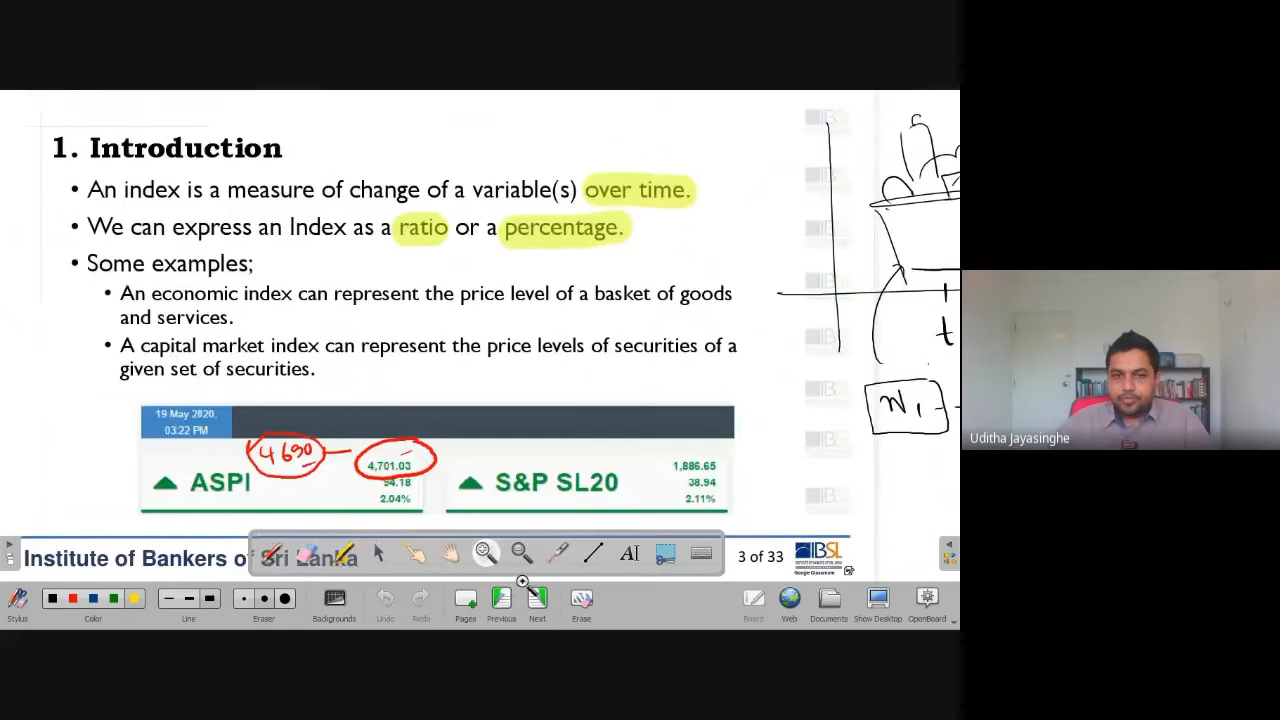 1. Introduction
• An index is a measure of change of a variable(s) over time.
• We can express an Index as a ratio or a percentage.
• Some examples;
• An economic index can represent the price level of a basket of goods
and services.
• A capital market index can represent the price levels of securities of a
given set of securities.
19 May 2020,
03:22 PM
4690
4,701.03
ASPI
94.18
2.04%
1,886.65
S&P SL20
38.94
2.11%
t
W1
Uditha Jayasinghe
Institute of Bankers of Sri Lanka
AI
3 of 33
IBSL
Stylus
Color
Line
Eraser
Backgrounds
Undo
Redo
Pages
Previous
Next
Erase
Board
Web
Documents
Show Desktop
OpenBoard